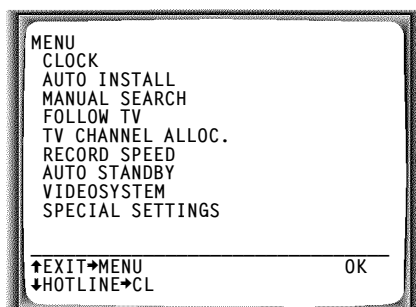 MENU
CLOCK
AUTO INSTALL
MANUAL SEARCH
FOLLOW TV
TV CHANNEL ALLOC.
RECORD SPEED
AUTO STANDBY
VIDEOSYSTEM
SPECIAL SETTINGS
↑EXIT→MENU OK
↓HOTLINE→CL